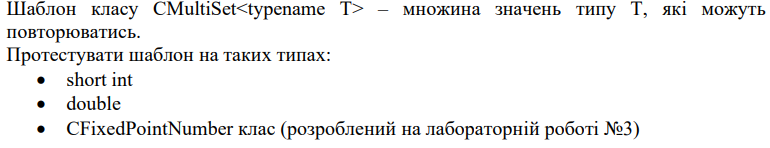 Шаблон класу CMultiSet<typename T> – множина значень типу T, які можуть
повторюватись.
Протестувати шаблон на таких типах:
• short int
• double
• CFixedPointNumber клас (розроблений на лабораторній роботі №3)